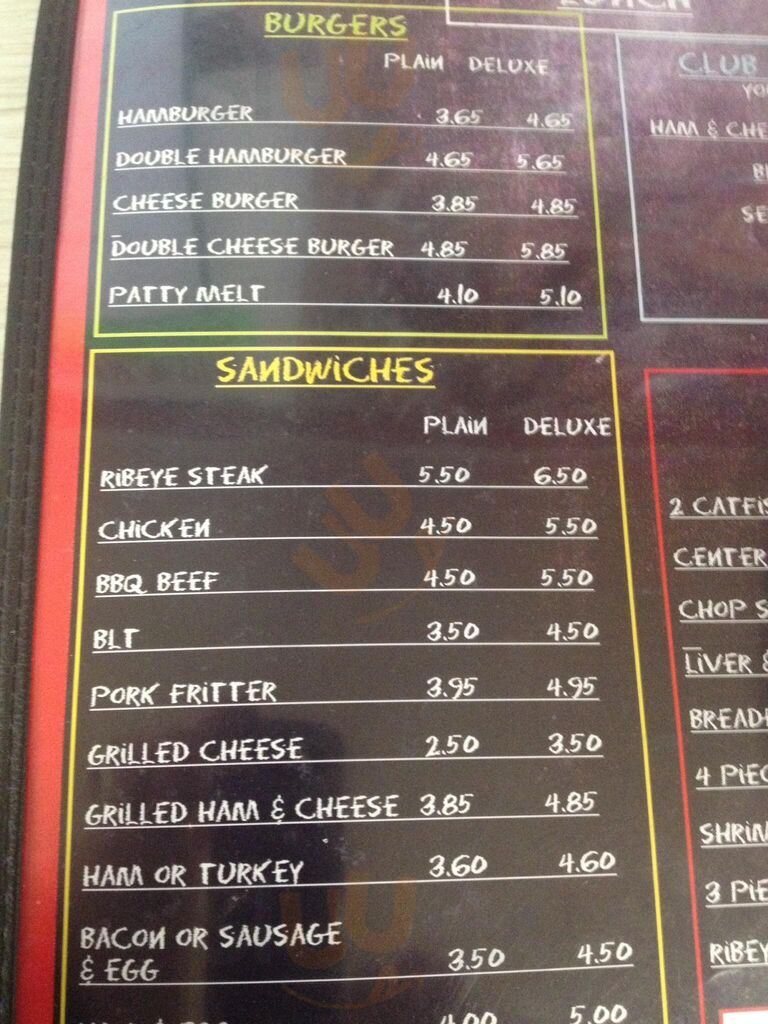 BURGERS
PLAIN DELUXE
HAMBURGER 3.65 4.65
DOUBLE HAMBURGER 4.65 5.65
CHEESE BURGER 3.85 4.85
DOUBLE CHEESE BURGER 4.85 5.85
PATTY MELT 4.10 5.10
SANDWICHES
PLAIN DELUXE
RIBEYE STEAK 5.50 6.50
CHICKEN 4.50 5.50
BBQ BEEF 4.50 5.50
BLT 3.50 4.50
PORK FRITTER 3.95 4.95
GRILLED CHEESE 2.50 3.50
GRILLED HAM & CHEESE 3.85 4.85
HAM OR TURKEY 3.60 4.60
BACON OR SAUSAGE
& EGG 3.50 4.50
4.00 5.00
LUNCH
CLUB
HAM & CHE
SE
2 CATFIS
CENTER
CHOP S
LIVER &
BREAD
4 PIEC
SHRIM
3 PIE
RIBEY